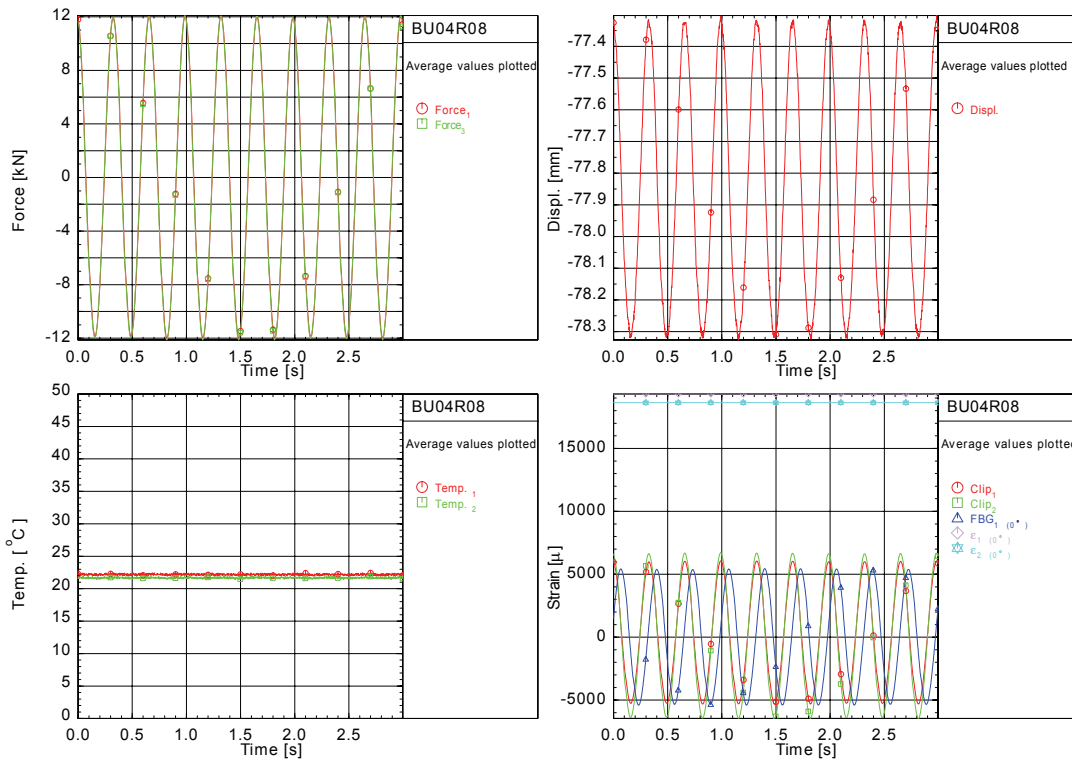 12
8
4
0
-4
-8
-12
Force [kN]
0.0 0.5 1.0 1.5 2.0 2.5
Time [s]
BU04R08
Average values plotted
Force1
Force3
-77.4
-77.5
-77.6
-77.7
-77.8
-77.9
-78.0
-78.1
-78.2
-78.3
Displ. [mm]
0.0 0.5 1.0 1.5 2.0 2.5
Time [s]
BU04R08
Average values plotted
Displ.
50
45
40
35
30
25
20
15
10
5
0
Temp. [°C]
0.0 0.5 1.0 1.5 2.0 2.5
Time [s]
BU04R08
Average values plotted
Temp. 1
Temp. 2
15000
10000
5000
0
-5000
Strain [µ]
0.0 0.5 1.0 1.5 2.0 2.5
Time [s]
BU04R08
Average values plotted
Clip1
Clip2
FBG1 (0°)
ε1 (0°)
ε2 (0°)